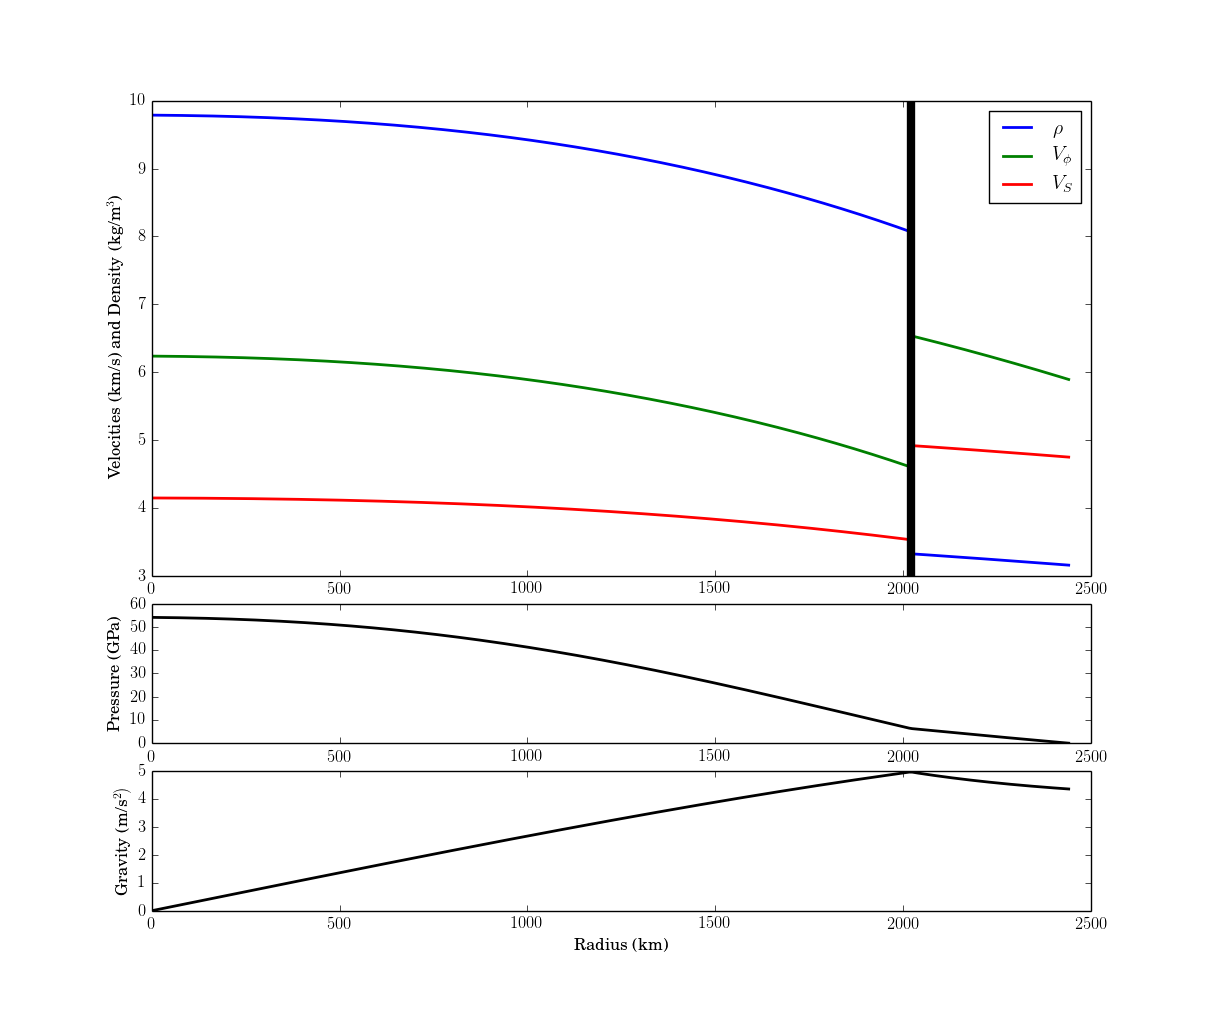 10
9
8
7
6
5
4
3
Velocities (km/s) and Density (kg/m³)
ρ
V_ϕ
V_S
0 500 1000 1500 2000 2500
60
50
40
30
20
10
0
Pressure (GPa)
0 500 1000 1500 2000 2500
5
4
3
2
1
0
Gravity (m/s²)
0 500 1000 1500 2000 2500
Radius (km)